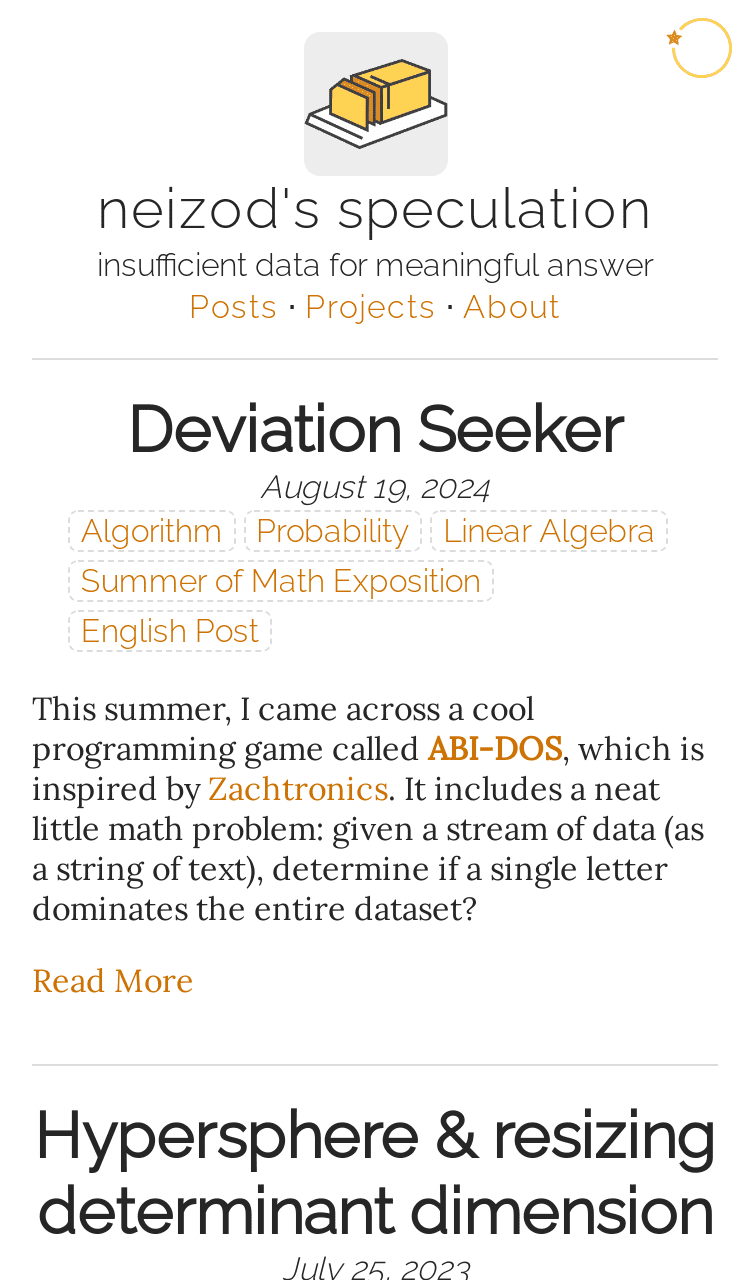 neizod's speculation
insufficient data for meaningful answer
Posts · Projects · About
Deviation Seeker
August 19, 2024
Algorithm Probability Linear Algebra
Summer of Math Exposition
English Post
This summer, I came across a cool
programming game called ABI-DOS, which is
inspired by Zachtronics. It includes a neat
little math problem: given a stream of data (as
a string of text), determine if a single letter
dominates the entire dataset?
Read More
Hypersphere & resizing
determinant dimension
July 25, 2023